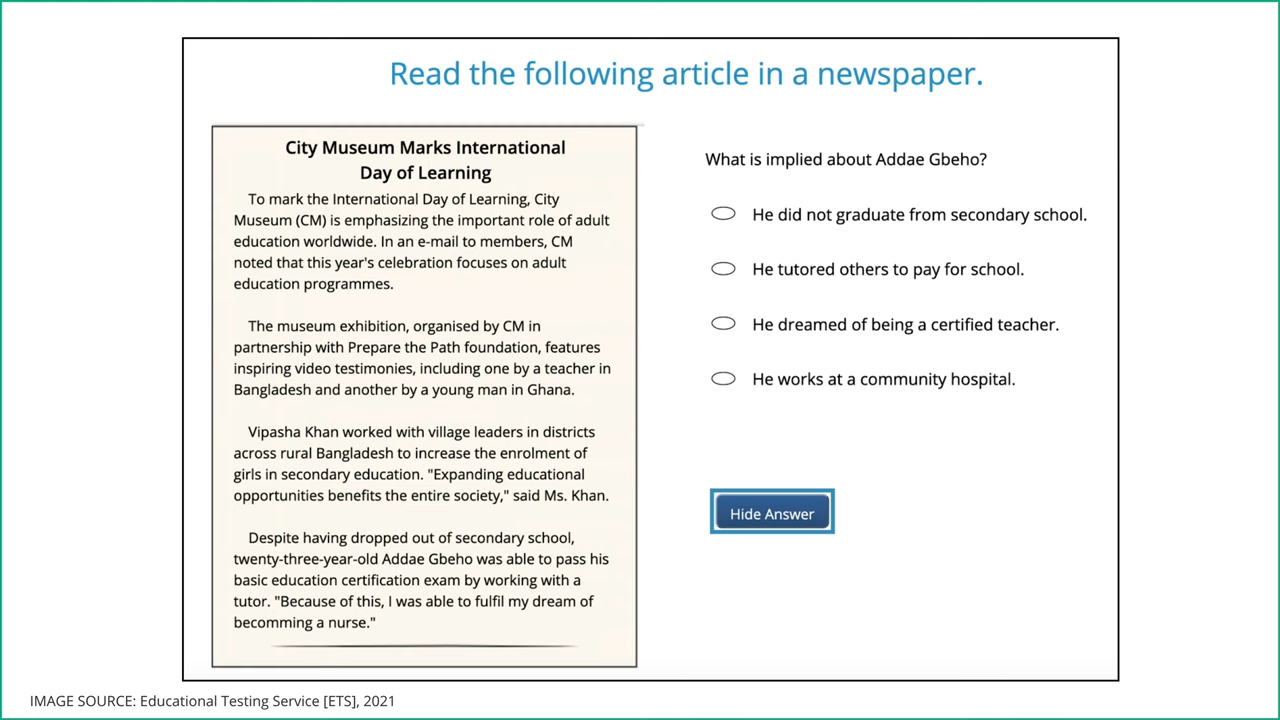 Read the following article in a newspaper.
City Museum Marks International
Day of Learning
To mark the International Day of Learning, City
Museum (CM) is emphasizing the important role of adult
education worldwide. In an e-mail to members, CM
noted that this year's celebration focuses on adult
education programmes.
The museum exhibition, organised by CM in
partnership with Prepare the Path foundation, features
inspiring video testimonies, including one by a teacher in
Bangladesh and another by a young man in Ghana.
Vipasha Khan worked with village leaders in districts
across rural Bangladesh to increase the enrolment of
girls in secondary education. "Expanding educational
opportunities benefits the entire society," said Ms. Khan.
Despite having dropped out of secondary school,
twenty-three-year-old Addae Gbeho was able to pass his
basic education certification exam by working with a
tutor. "Because of this, I was able to fulfil my dream of
becomming a nurse."
What is implied about Addae Gbeho?
He did not graduate from secondary school.
He tutored others to pay for school.
He dreamed of being a certified teacher.
He works at a community hospital.
Hide Answer
IMAGE SOURCE: Educational Testing Service [ETS], 2021